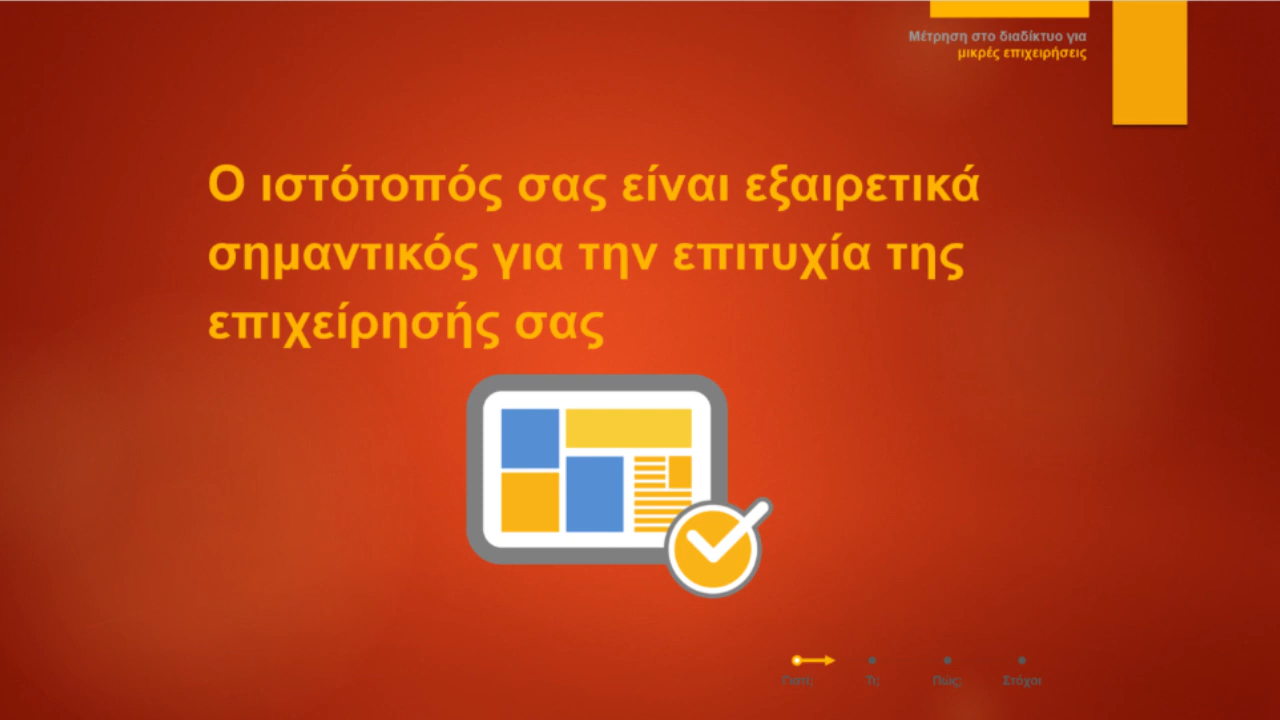 Μέτρηση στο διαδίκτυο για
μικρές επιχειρήσεις
Ο ιστότοπός σας είναι εξαιρετικά
σημαντικός για την επιτυχία της
επιχείρησής σας
Γιατί; Τι; Πώς; Στόχοι